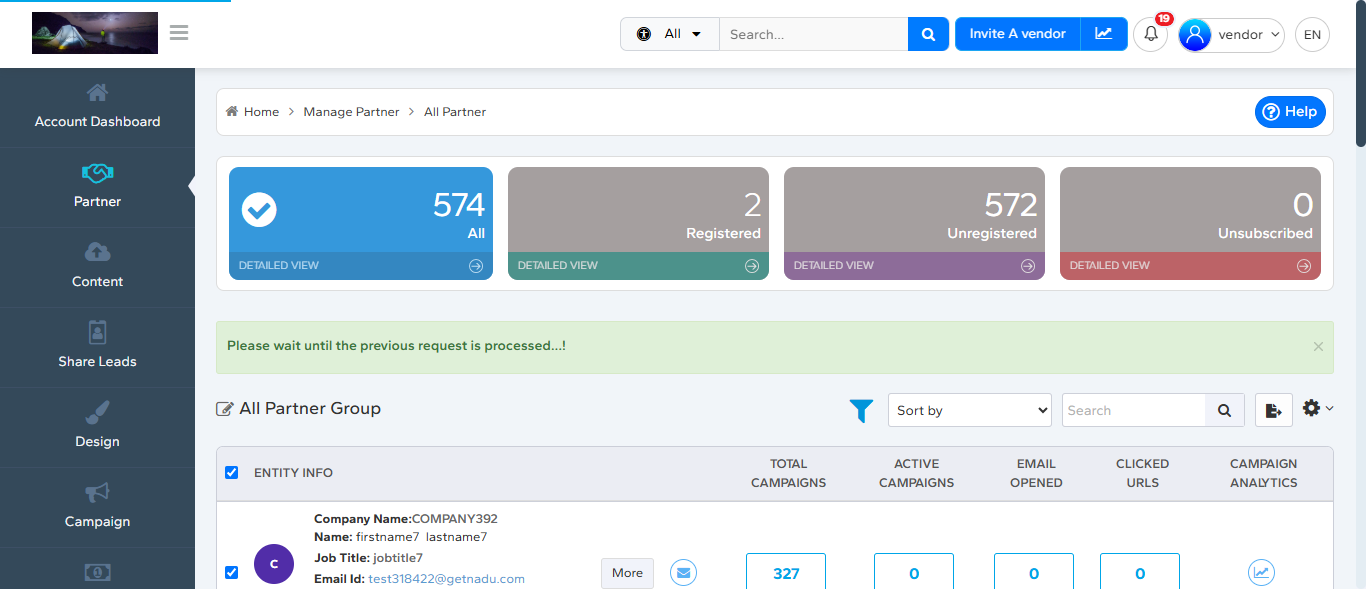 All
Search...
Invite A vendor
19
vendor
EN
Account Dashboard
Partner
Content
Share Leads
Design
Campaign
Home > Manage Partner > All Partner
Help
574
All
DETAILED VIEW
2
Registered
DETAILED VIEW
572
Unregistered
DETAILED VIEW
0
Unsubscribed
DETAILED VIEW
Please wait until the previous request is processed...!
×
All Partner Group
Sort by
Search
ENTITY INFO
TOTAL
CAMPAIGNS
ACTIVE
CAMPAIGNS
EMAIL
OPENED
CLICKED
URLS
CAMPAIGN
ANALYTICS
C
Company Name:COMPANY392
Name: firstname7 lastname7
Job Title: jobtitle7
Email Id: test318422@getnadu.com
More
327
0
0
0